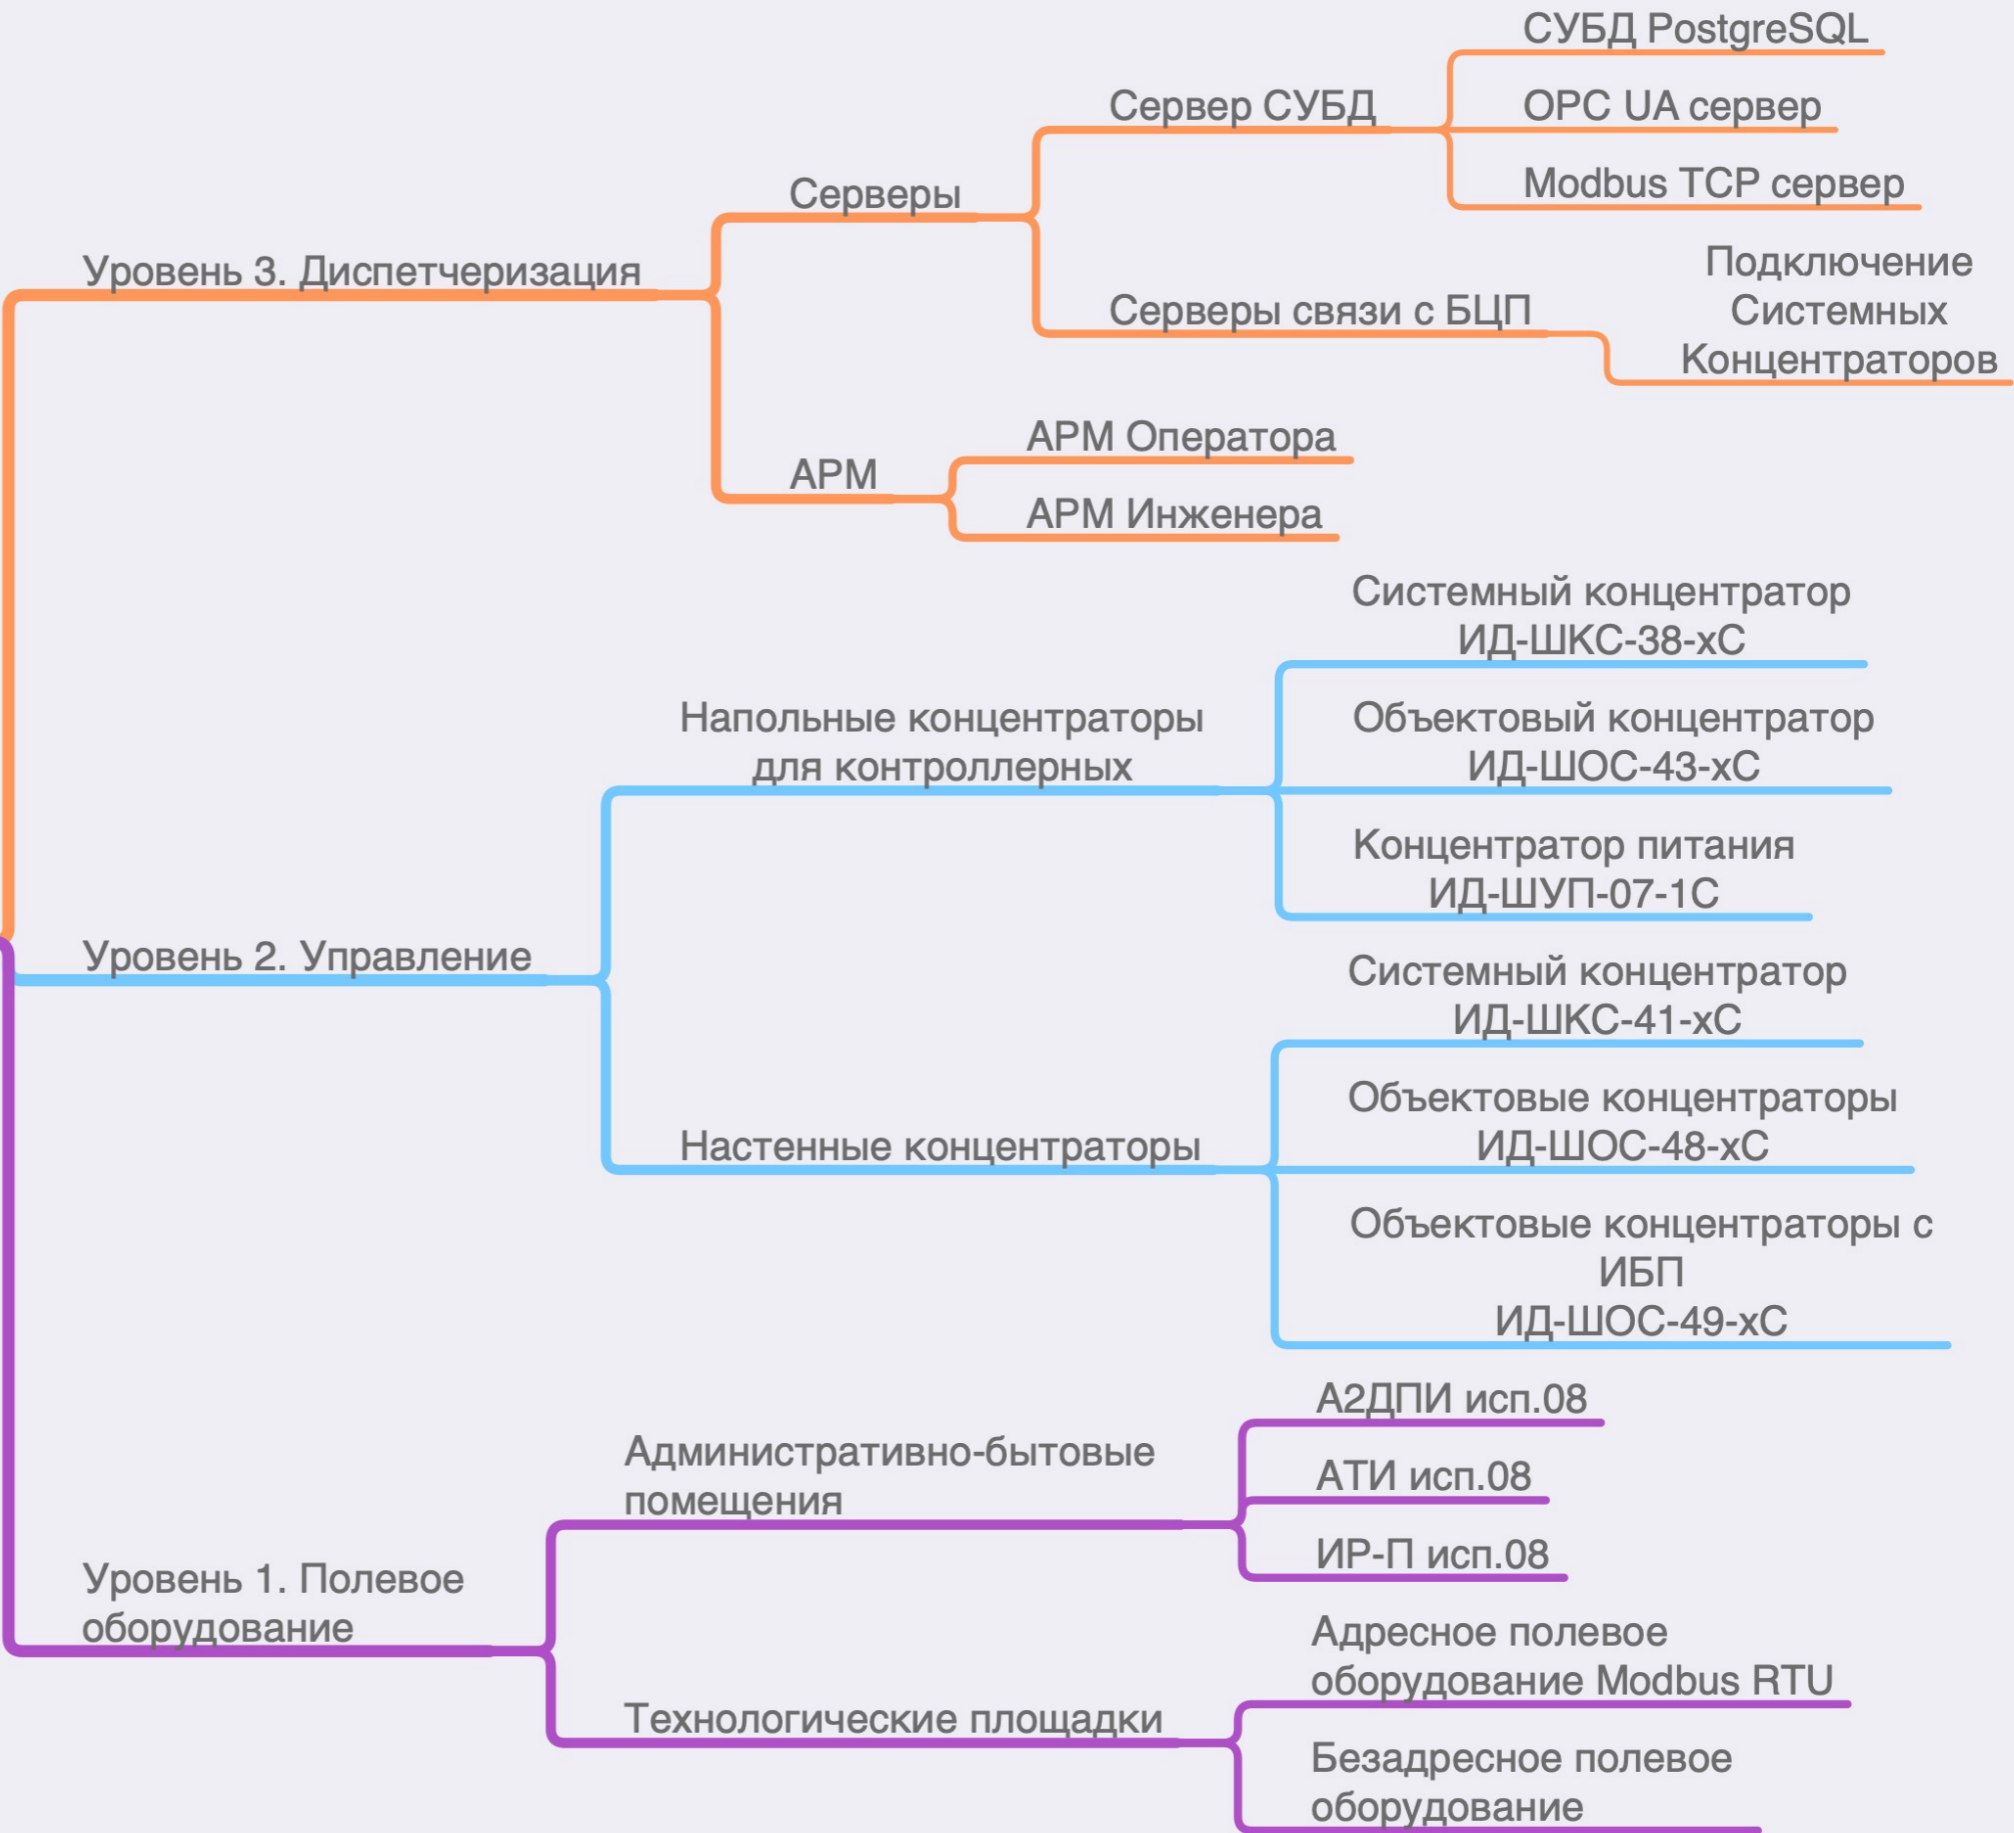 СУБД PostgreSQL
Сервер СУБД
OPC UA сервер
Modbus TCP сервер
Серверы
Уровень 3. Диспетчеризация
Серверы связи с БЦП
Подключение
Системных
Концентраторов
АРМ
АРМ Оператора
АРМ Инженера
Системный концентратор
ИД-ШКС-38-хС
Напольные концентраторы
для контроллерных
Объектовый концентратор
ИД-ШОС-43-хС
Концентратор питания
ИД-ШУП-07-1С
Уровень 2. Управление
Системный концентратор
ИД-ШКС-41-хС
Настенные концентраторы
Объектовые концентраторы
ИД-ШОС-48-хС
Объектовые концентраторы с
ИБП
ИД-ШОС-49-хС
А2ДПИ исп.08
Административно-бытовые
помещения
АТИ исп.08
ИР-П исп.08
Уровень 1. Полевое
оборудование
Адресное полевое
оборудование Modbus RTU
Технологические площадки
Безадресное полевое
оборудование